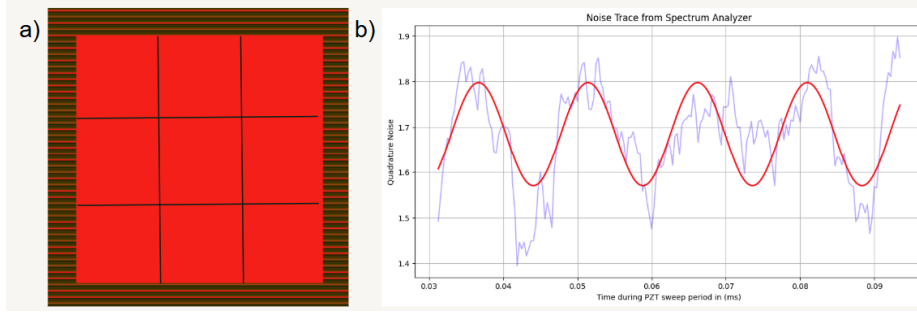 a)
b)
Noise Trace from Spectrum Analyzer
1.9
1.8
1.7
1.6
1.5
1.4
Quadrature Noise
0.03 0.04 0.05 0.06 0.07 0.08 0.09
Time during PZT sweep period in (ms)